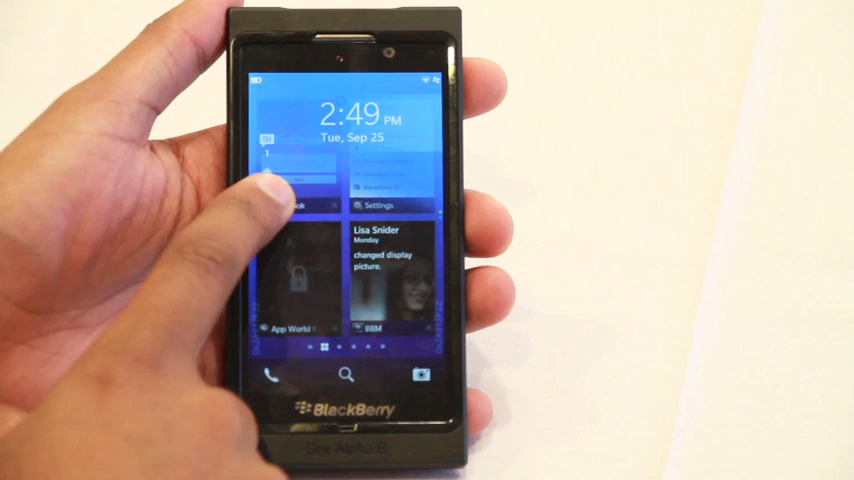 2:49 PM
Tue, Sep 25
1
ook
Settings
Lisa Snider
Monday
changed display
picture.
App World
BBM
BlackBerry
Dev Alpha B